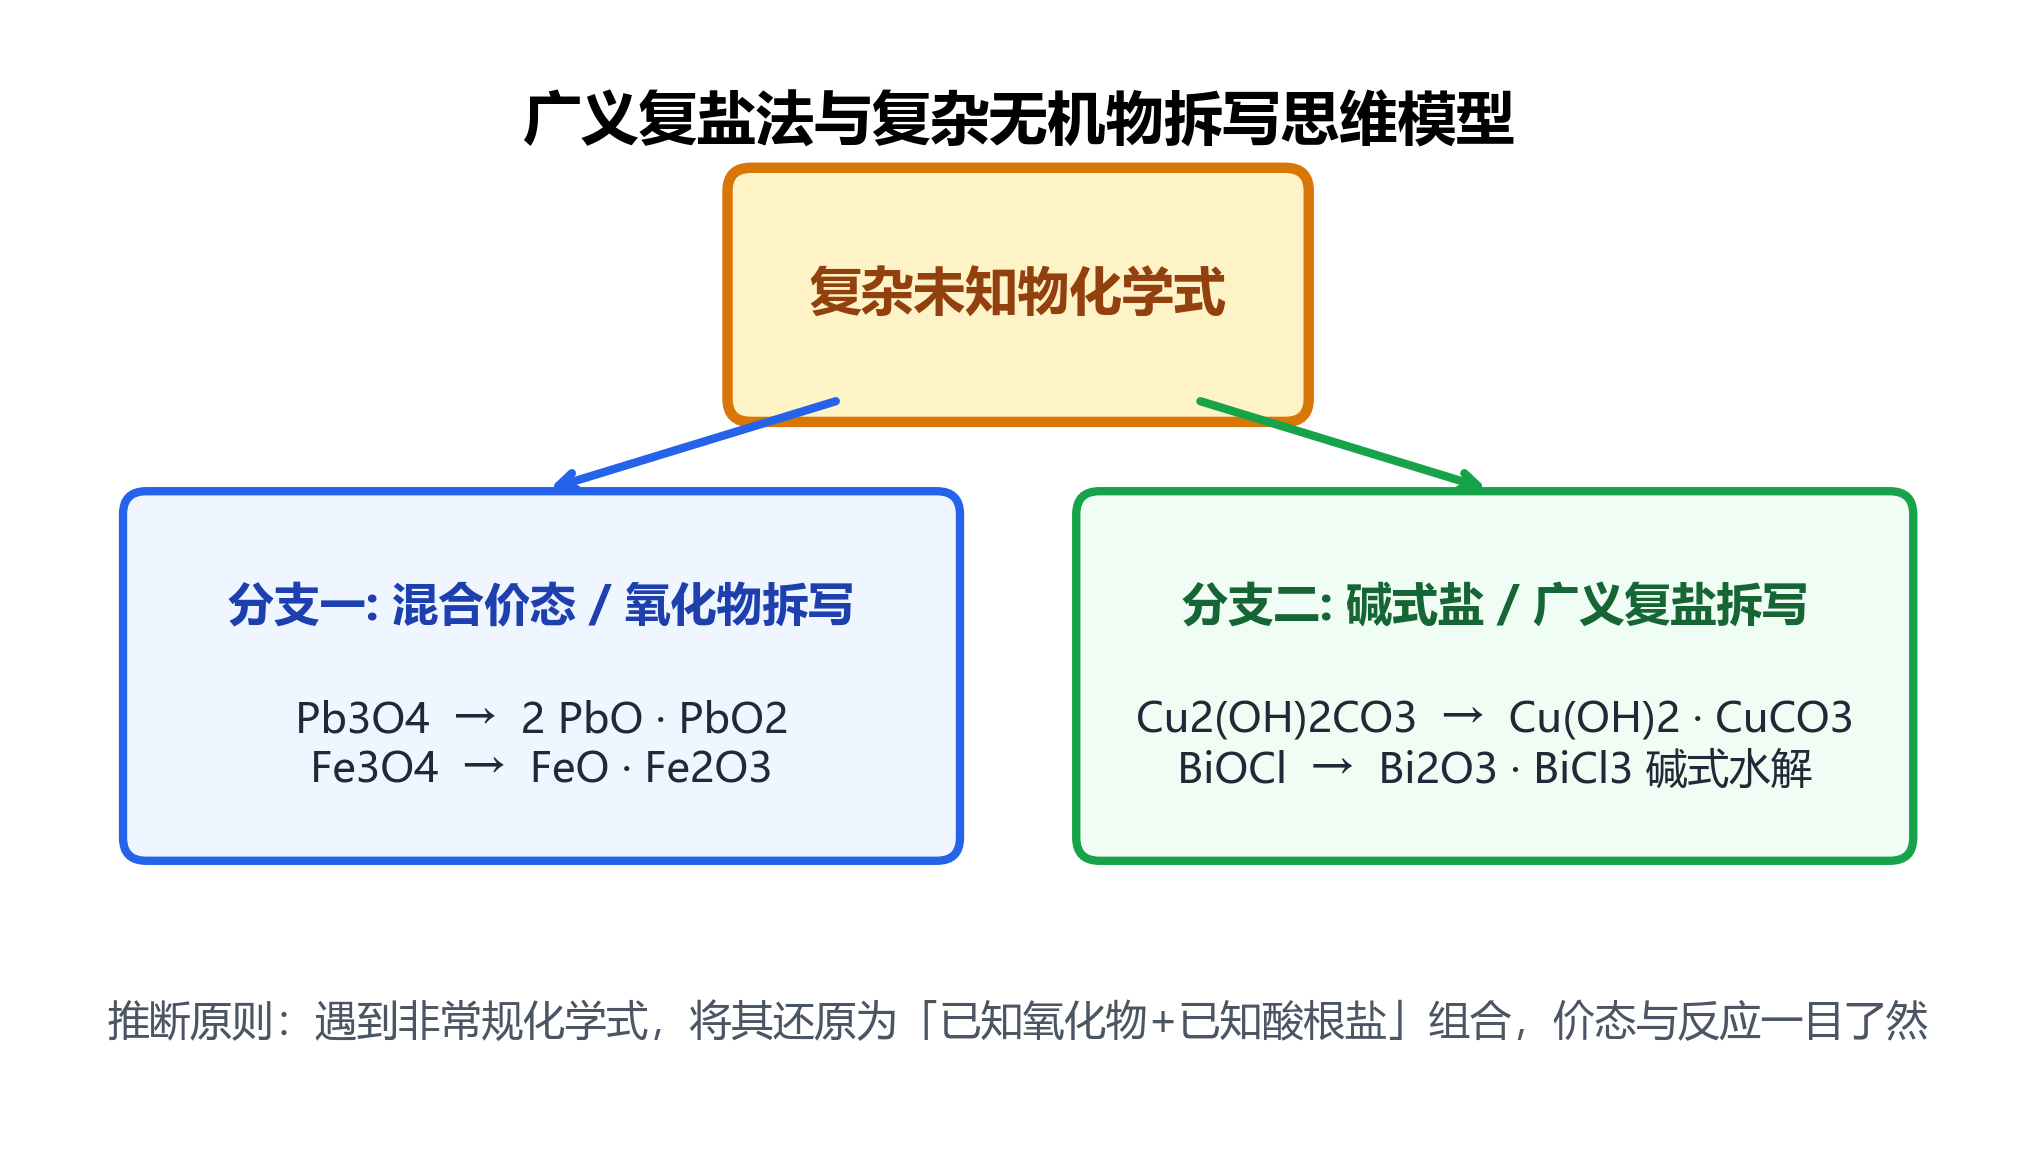 广义复盐法与复杂无机物拆写思维模型
复杂未知物化学式
分支一: 混合价态 / 氧化物拆写
Pb3O4 → 2 PbO · PbO2
Fe3O4 → FeO · Fe2O3
分支二: 碱式盐 / 广义复盐拆写
Cu2(OH)2CO3 → Cu(OH)2 · CuCO3
BiOCl → Bi2O3 · BiCl3 碱式水解
推断原则：遇到非常规化学式，将其还原为「已知氧化物+已知酸根盐」组合，价态与反应一目了然